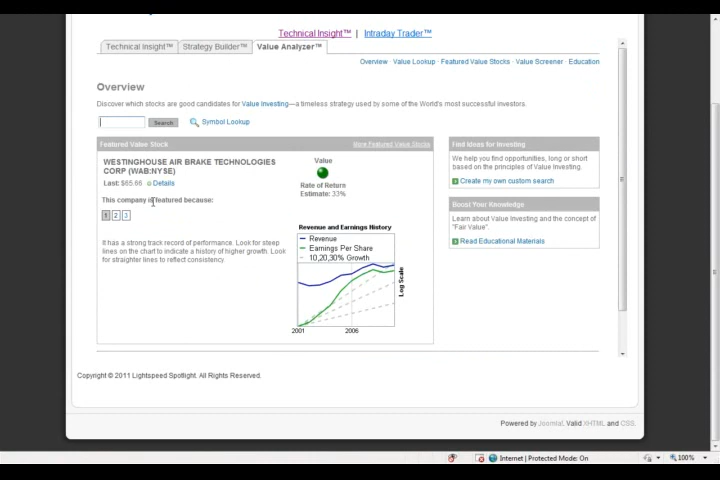 Technical Insight™ | Intraday Trader™
Technical Insight™ Strategy Builder™ Value Analyzer™
Overview · Value Lookup · Featured Value Stocks · Value Screener · Education
Overview
Discover which stocks are good candidates for Value Investing—a timeless strategy used by some of the World's most successful investors.
Search Symbol Lookup
Featured Value Stock More Featured Value Stocks
WESTINGHOUSE AIR BRAKE TECHNOLOGIES
CORP (WAB:NYSE)
Last: $65.66 Details
This company is featured because:
1 2 3
It has a strong track record of performance. Look for steep
lines on the chart to indicate a history of higher growth. Look
for straighter lines to reflect consistency.
Value
Rate of Return
Estimate: 33%
Revenue and Earnings History
Revenue
Earnings Per Share
10,20,30% Growth
Log Scale
2001 2006
Find Ideas for Investing
We help you find opportunities, long or short
based on the principles of Value Investing.
Create my own custom search
Boost Your Knowledge
Learn about Value Investing and the concept of
"Fair Value".
Read Educational Materials
Copyright © 2011 Lightspeed Spotlight. All Rights Reserved.
Powered by Joomla!. Valid XHTML and CSS.
Internet | Protected Mode: On 100%